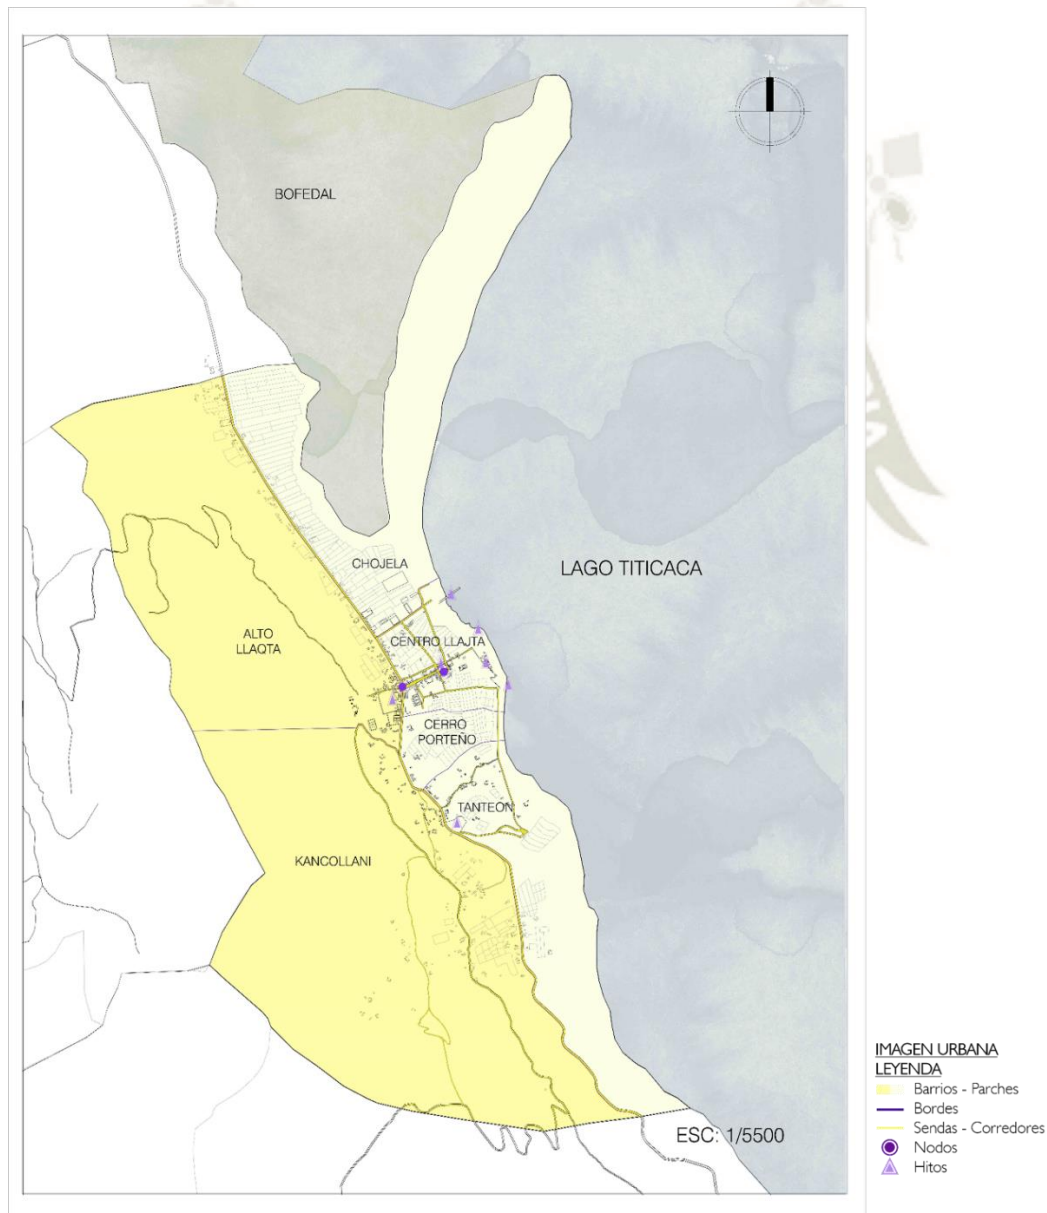 BOFEDAL
CHOJELA
LAGO TITICACA
ALTO
LLAQTA
CENTRO LLAJTA
CERRO
PORTEÑO
TANTEON
KANCOLLANI
ESC: 1/5500
IMAGEN URBANA
LEYENDA
Barrios - Parches
Bordes
Sendas - Corredores
Nodos
Hitos